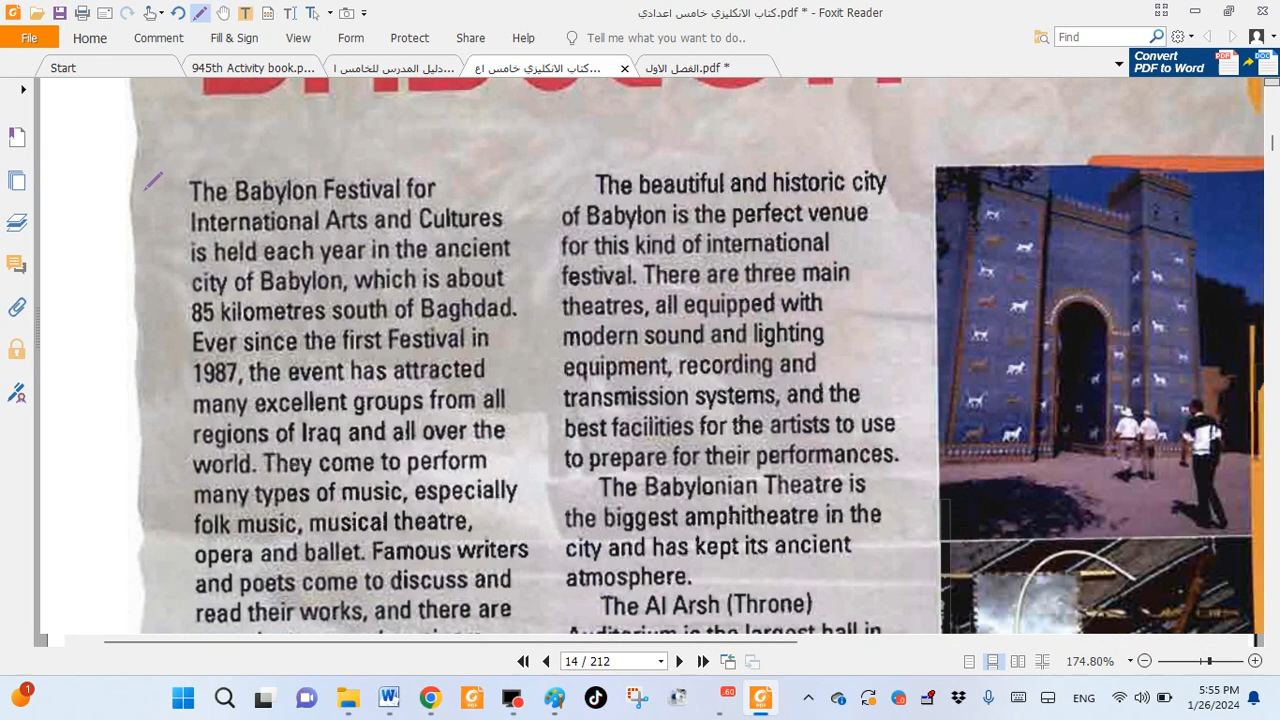 كتاب الانكليزي خامس اعدادي.pdf * - Foxit Reader
File Home Comment Fill & Sign View Form Protect Share Help Tell me what you want to do.. Find
Start 945th Activity book.p... دليل المدرس للخامس ا... كتاب الانكليزي خامس اع... الفصل الاول.pdf *
Convert
PDF to Word
The Babylon Festival for
International Arts and Cultures
is held each year in the ancient
city of Babylon, which is about
85 kilometres south of Baghdad.
Ever since the first Festival in
1987, the event has attracted
many excellent groups from all
regions of Iraq and all over the
world. They come to perform
many types of music, especially
folk music, musical theatre,
opera and ballet. Famous writers
and poets come to discuss and
read their works, and there are
The beautiful and historic city
of Babylon is the perfect venue
for this kind of international
festival. There are three main
theatres, all equipped with
modern sound and lighting
equipment, recording and
transmission systems, and the
best facilities for the artists to use
to prepare for their performances.
The Babylonian Theatre is
the biggest amphitheatre in the
city and has kept its ancient
atmosphere.
The Al Arsh (Throne)
Auditorium is the largest hall in
14 / 212 174.80%
1 .60 ENG 5:55 PM
1/26/2024